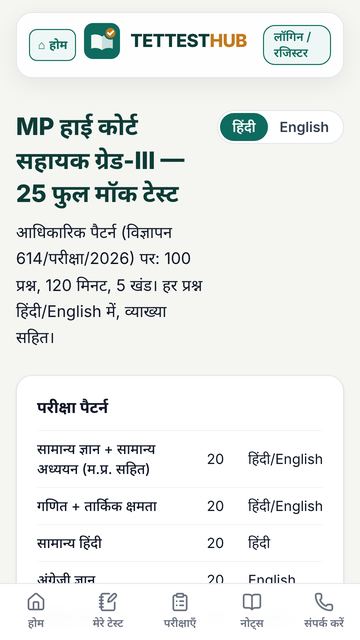 होम
TETTESTHUB
लॉगिन /
रजिस्टर
MP हाई कोर्ट
सहायक ग्रेड-III —
25 फुल मॉक टेस्ट
हिंदी English
आधिकारिक पैटर्न (विज्ञापन
614/परीक्षा/2026) पर: 100
प्रश्न, 120 मिनट, 5 खंड। हर प्रश्न
हिंदी/English में, व्याख्या
सहित।
परीक्षा पैटर्न
सामान्य ज्ञान + सामान्य
अध्ययन (म.प्र. सहित) 20 हिंदी/English
गणित + तार्किक क्षमता 20 हिंदी/English
सामान्य हिंदी 20 हिंदी
अंग्रेज़ी ज्ञान 20 English
होम मेरे टेस्ट परीक्षाएँ नोट्स संपर्क करें